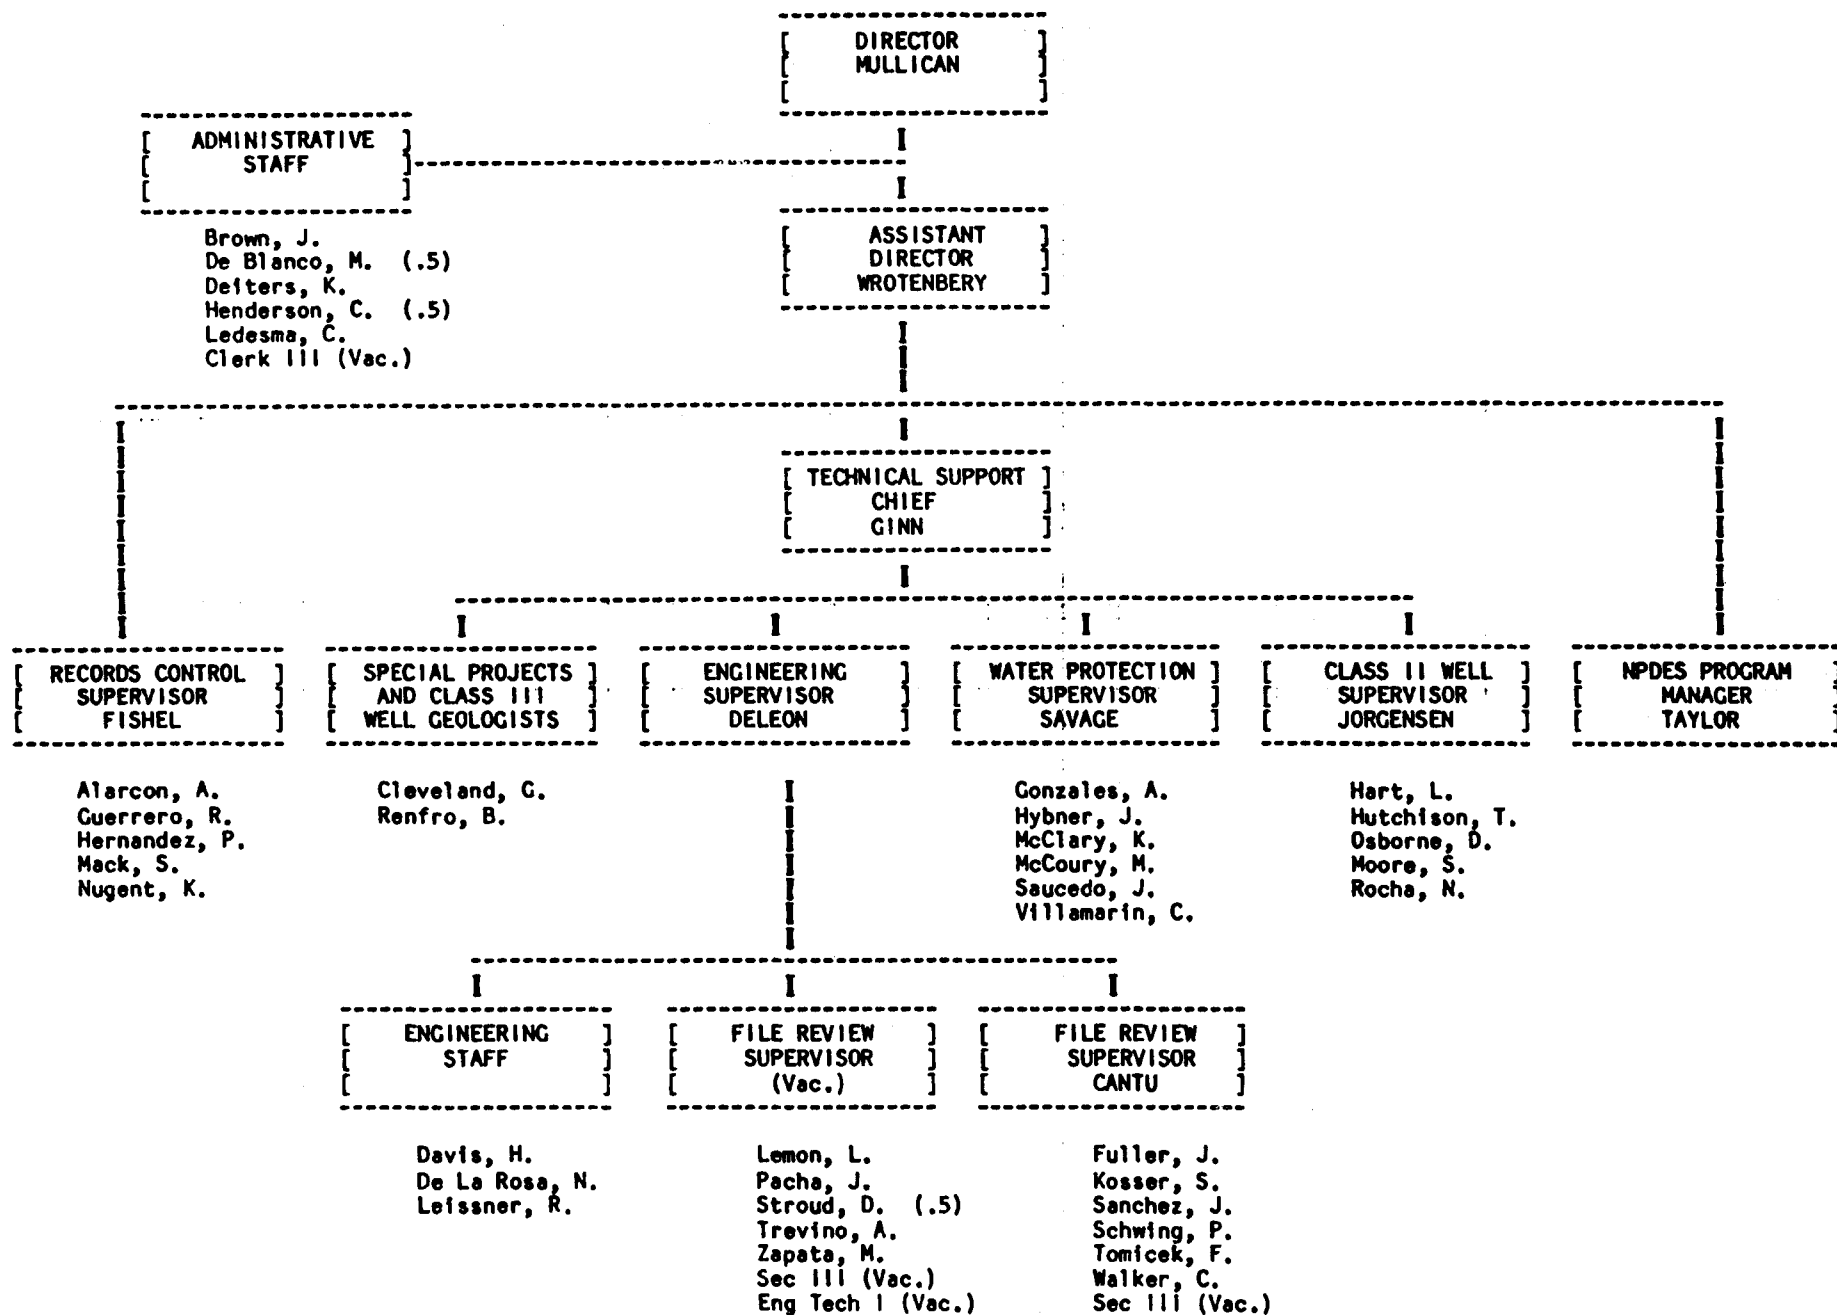 DIRECTOR
MULLICAN
ADMINISTRATIVE
STAFF
Brown, J.
De Blanco, M. (.5)
Deiters, K.
Henderson, C. (.5)
Ledesma, C.
Clerk III (Vac.)
ASSISTANT
DIRECTOR
WROTENBERY
TECHNICAL SUPPORT
CHIEF
GINN
RECORDS CONTROL
SUPERVISOR
FISHEL
Alarcon, A.
Guerrero, R.
Hernandez, P.
Mack, S.
Nugent, K.
SPECIAL PROJECTS
AND CLASS III
WELL GEOLOGISTS
Cleveland, G.
Renfro, B.
ENGINEERING
SUPERVISOR
DELEON
WATER PROTECTION
SUPERVISOR
SAVAGE
Gonzales, A.
Hybner, J.
McClary, K.
McCoury, M.
Saucedo, J.
Villamarin, C.
CLASS II WELL
SUPERVISOR
JORGENSEN
Hart, L.
Hutchison, T.
Osborne, D.
Moore, S.
Rocha, N.
NPDES PROGRAM
MANAGER
TAYLOR
ENGINEERING
STAFF
Davis, H.
De La Rosa, N.
Leissner, R.
FILE REVIEW
SUPERVISOR
(Vac.)
Lemon, L.
Pacha, J.
Stroud, D. (.5)
Trevino, A.
Zapata, M.
Sec III (Vac.)
Eng Tech I (Vac.)
FILE REVIEW
SUPERVISOR
CANTU
Fuller, J.
Kosser, S.
Sanchez, J.
Schwing, P.
Tomicek, F.
Walker, C.
Sec III (Vac.)